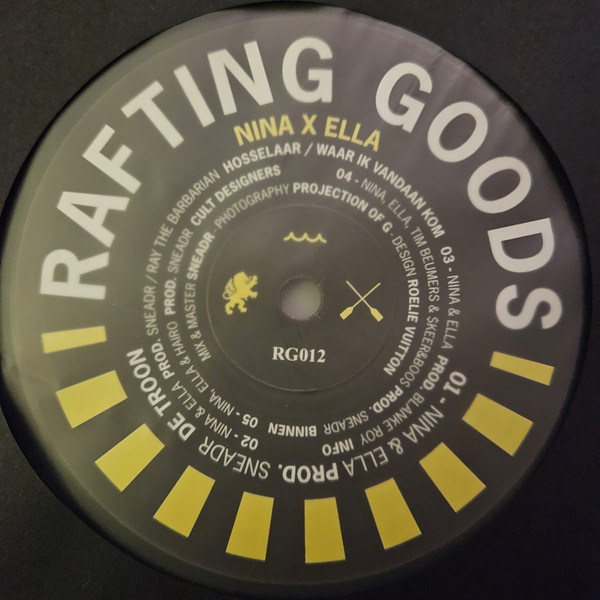 RAFTING GOODS
NINA X ELLA
01 - NINA & ELLA PROD. SNEADR DE TROON
02 - NINA & ELLA PROD. SNEADR / RAY THE BARBARIAN HOSSELAAR / WAAR IK VANDAAN KOM
03 - NINA & ELLA PROD. BLANKE ROY INFO
04 - NINA, ELLA, TIM BEUMERS & SKEER&BOOS PROD. SNEADR BINNEN
05 - NINA, ELLA & HAIRO PROD. SNEADR CULT DESIGNERS
MIX & MASTER SNEADR - PHOTOGRAPHY PROJECTION OF G - DESIGN ROELIE VUITTON
RG012